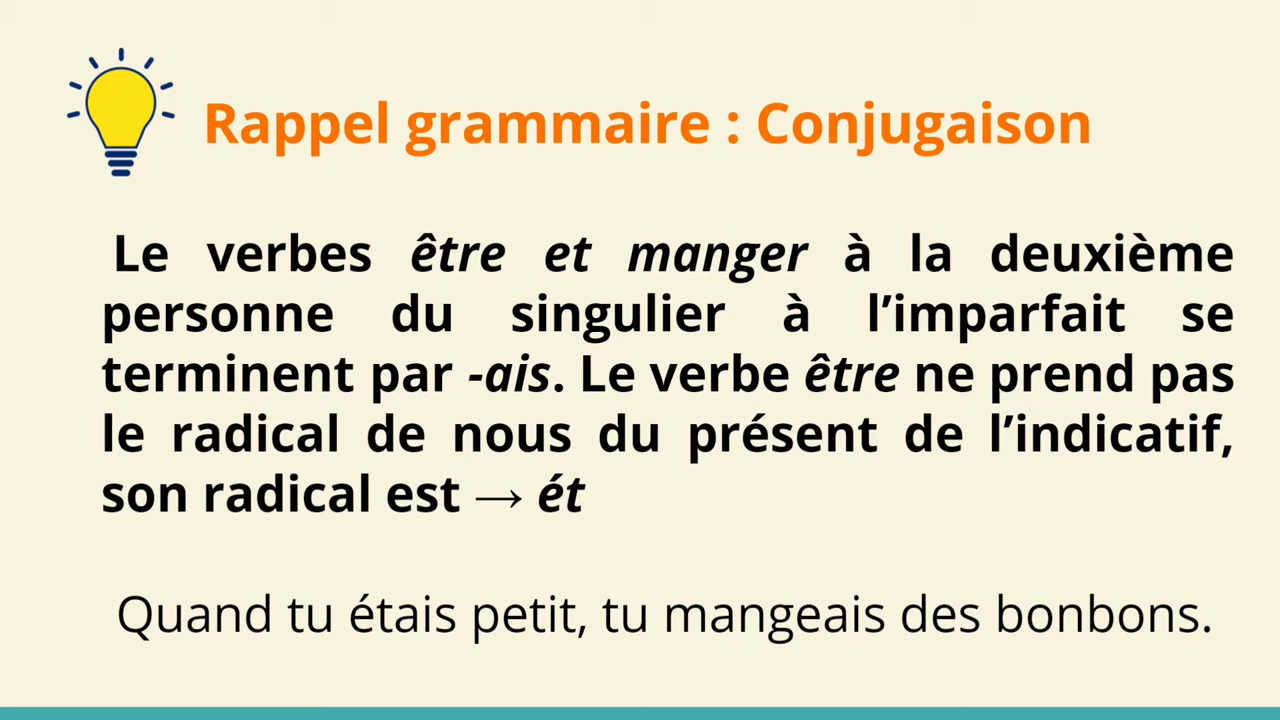 Rappel grammaire : Conjugaison
Le verbes être et manger à la deuxième
personne du singulier à l’imparfait se
terminent par -ais. Le verbe être ne prend pas
le radical de nous du présent de l’indicatif,
son radical est → ét
Quand tu étais petit, tu mangeais des bonbons.